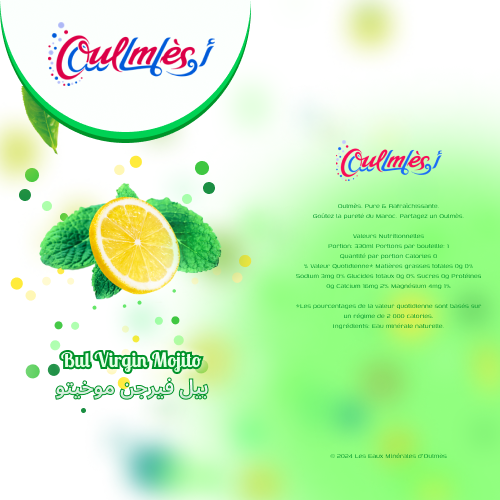 Oulmès أ
Bul Virgin Mojito
بيل فيرجن موخيتو
Oulmès أ
Oulmès. Pure & Rafraîchissante.
Goûtez la pureté du Maroc. Partagez un Oulmès.
Valeurs Nutritionnelles
Portion: 330ml Portions par bouteille: 1
Quantité par portion Calories 0
% Valeur Quotidienne* Matières grasses totales 0g 0%
Sodium 3mg 0% Glucides totaux 0g 0% Sucres 0g Protéines
0g Calcium 16mg 2% Magnésium 4mg 1%
*Les pourcentages de la valeur quotidienne sont basés sur
un régime de 2 000 calories.
Ingrédients: Eau minérale naturelle.
© 2024 Les Eaux Minérales d'Oulmès